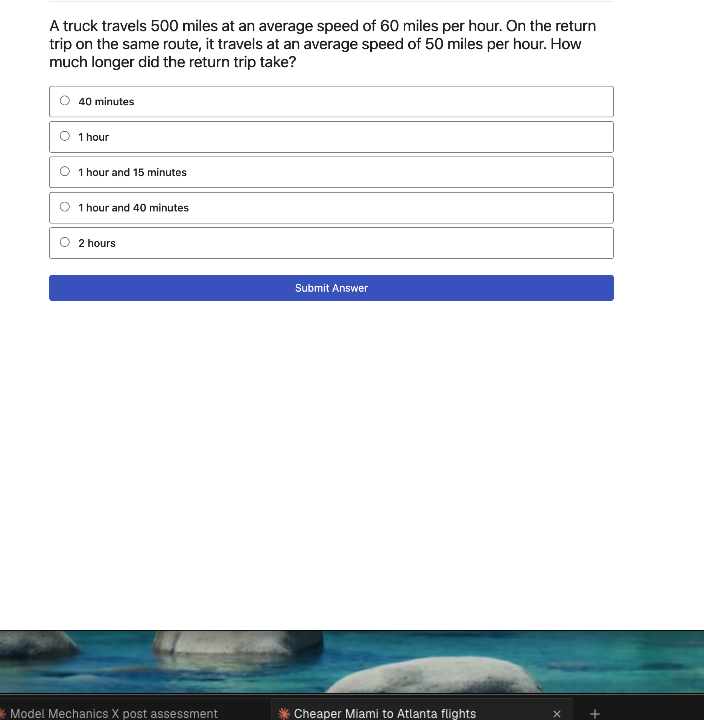 A truck travels 500 miles at an average speed of 60 miles per hour. On the return
trip on the same route, it travels at an average speed of 50 miles per hour. How
much longer did the return trip take?
40 minutes
1 hour
1 hour and 15 minutes
1 hour and 40 minutes
2 hours
Submit Answer
Model Mechanics X post assessment
Cheaper Miami to Atlanta flights